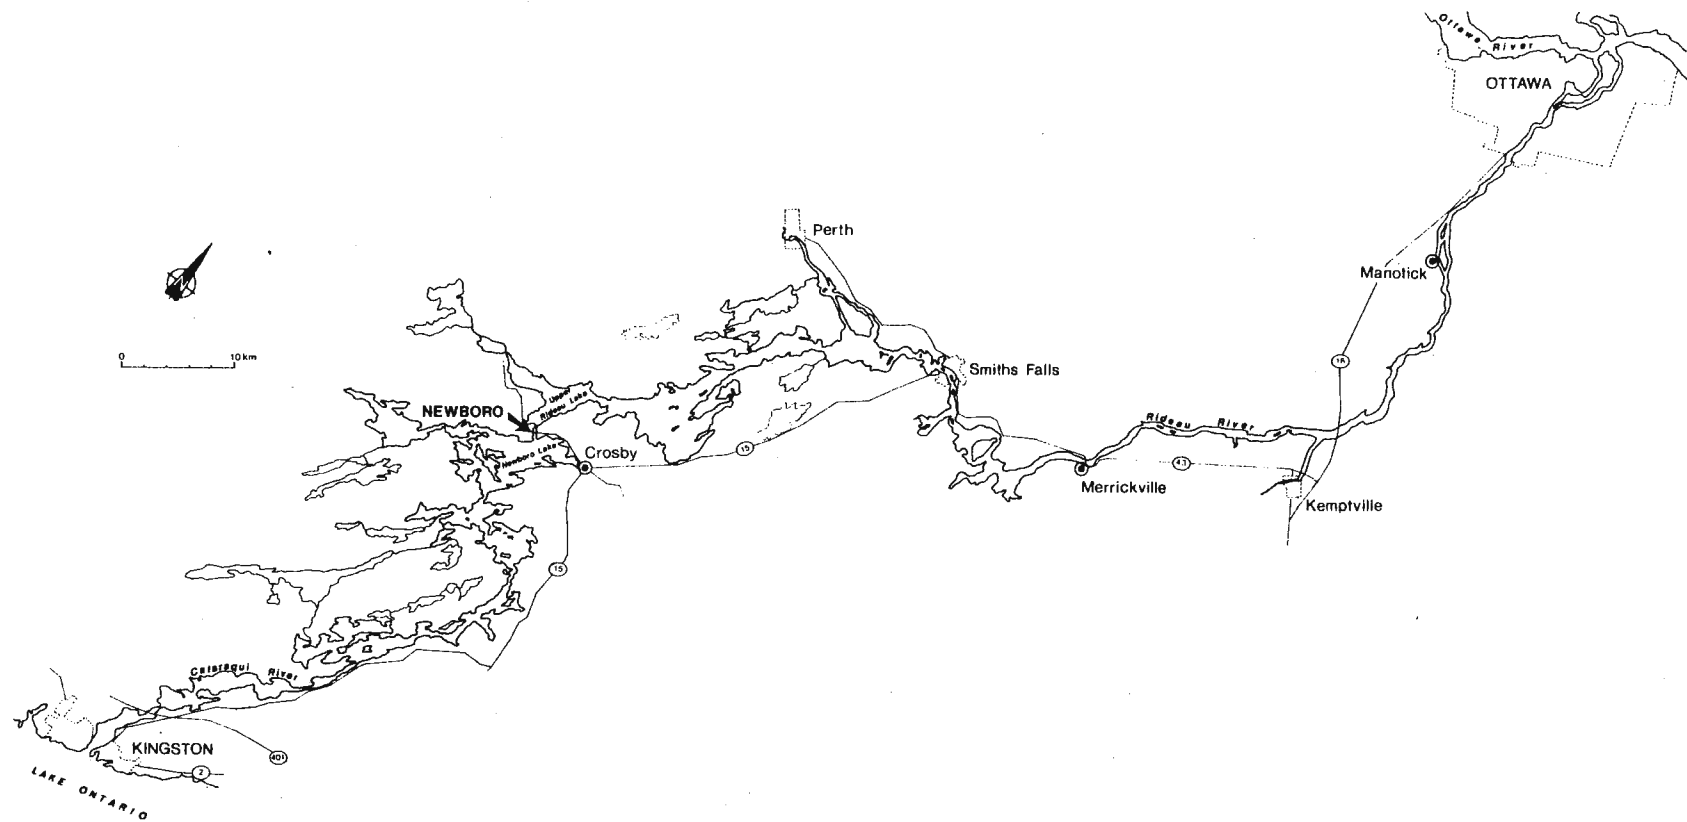 Ottawa River
OTTAWA
Perth
Manotick
0 10 km
Smiths Falls
16
Upper
Rideau Lake
NEWBORO
Rideau River
Newboro Lake
Crosby
15
43
Merrickville
Kemptville
15
Cataraqui River
KINGSTON
401
2
LAKE ONTARIO